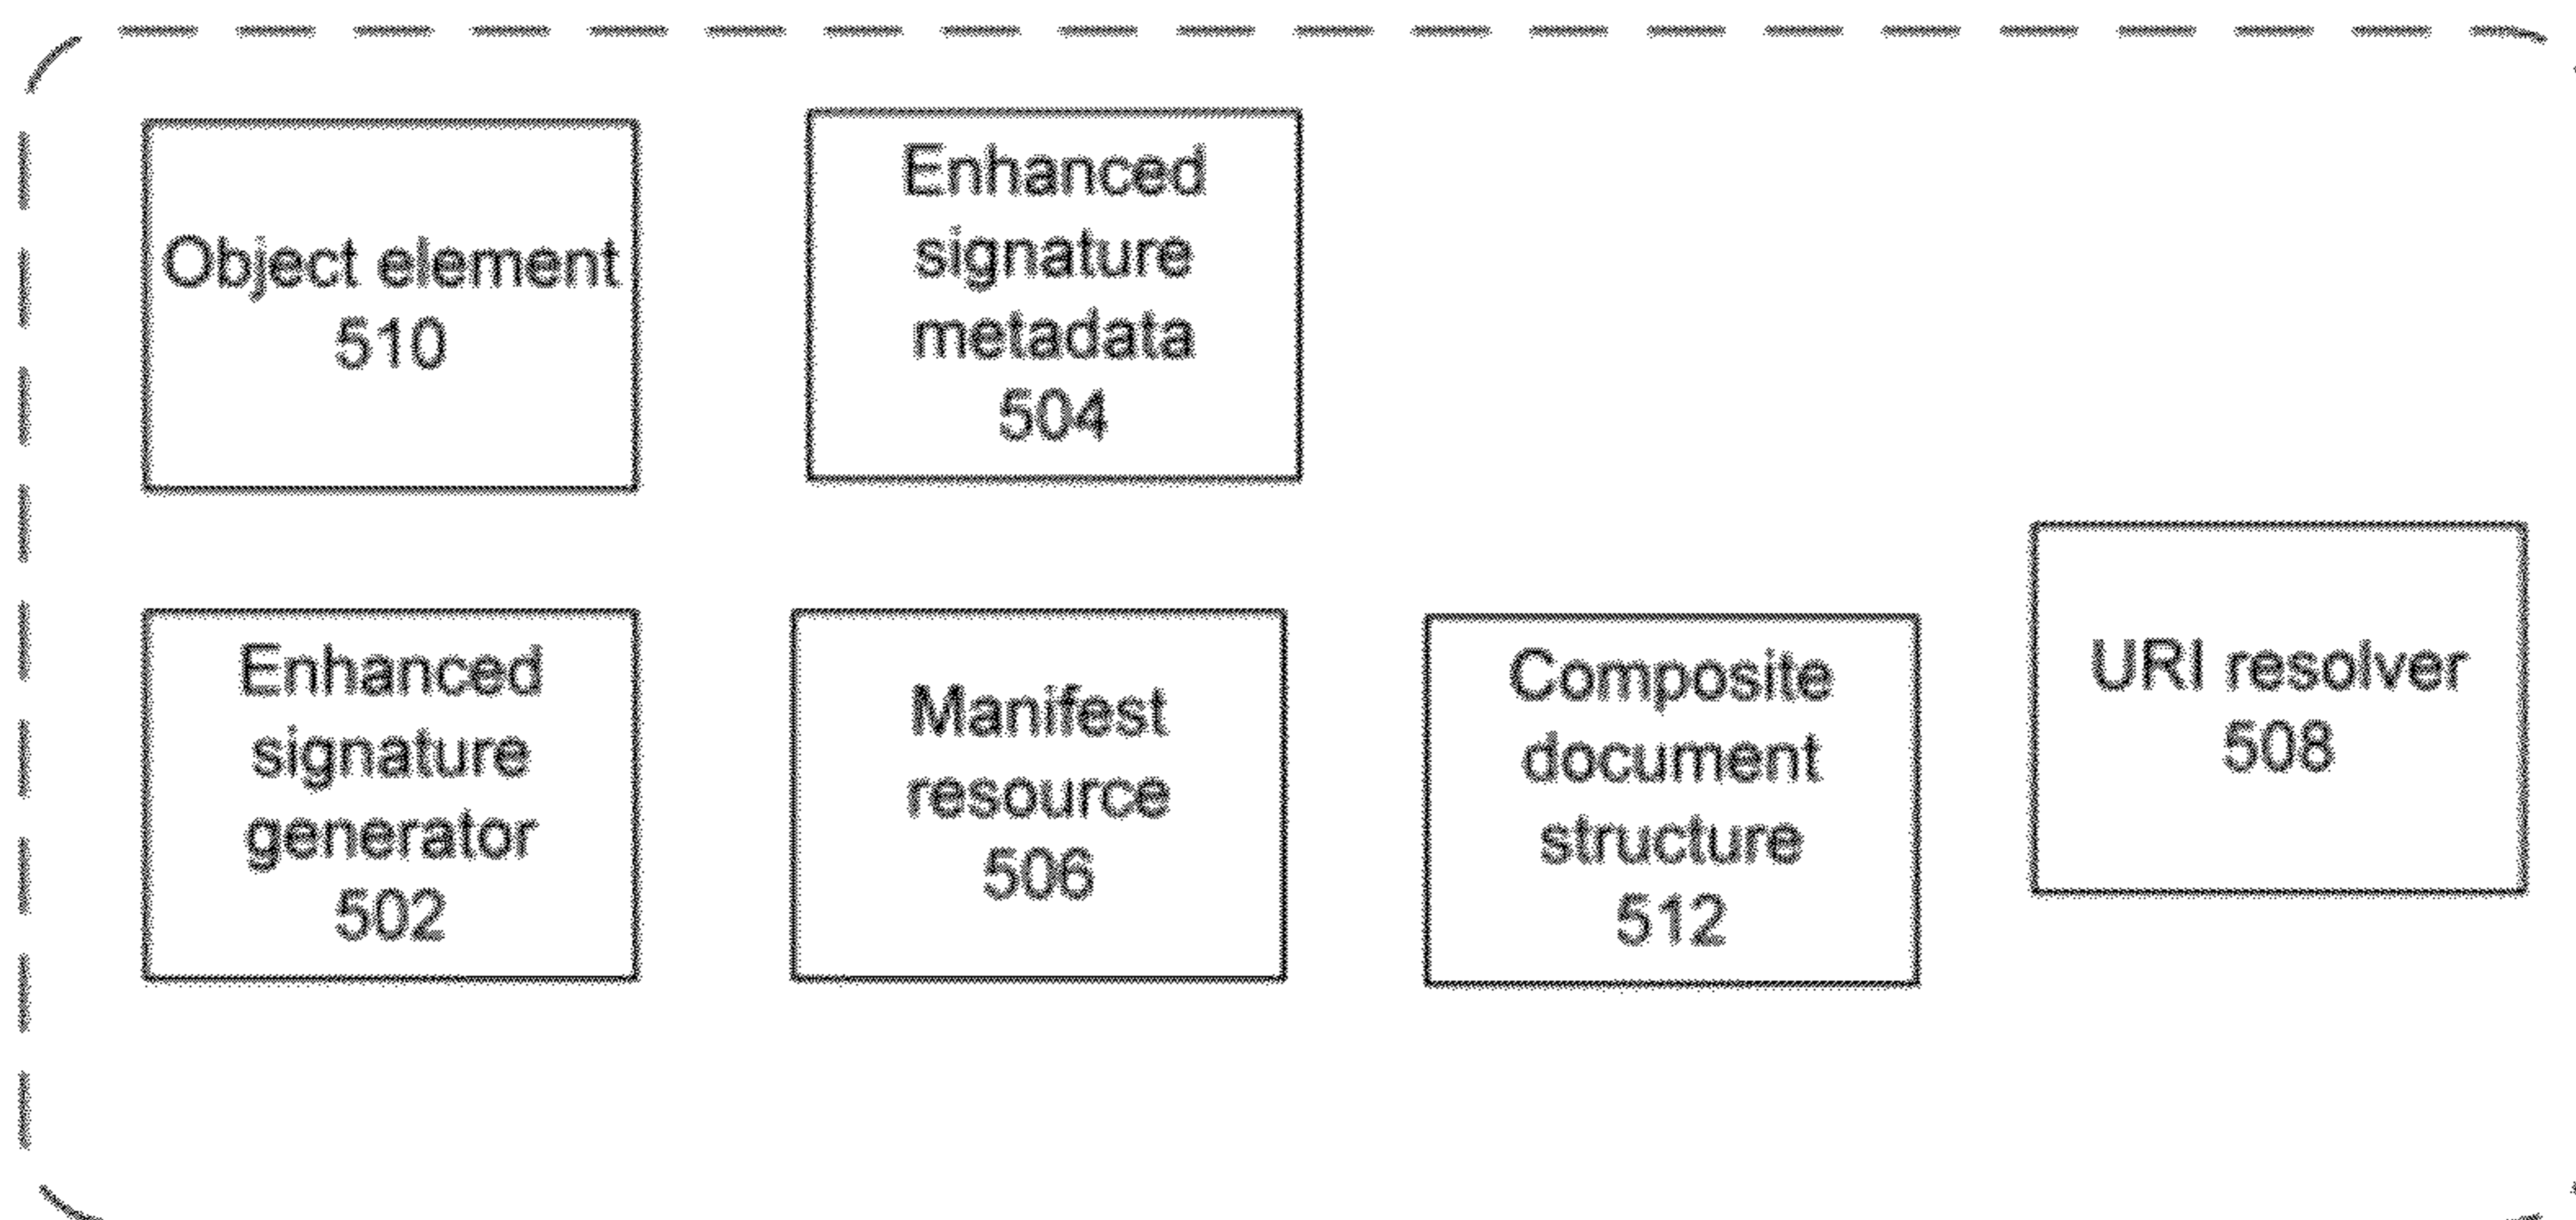 Object element
510
Enhanced
signature
metadata
504
Enhanced
signature
generator
502
Manifest
resource
506
Composite
document
structure
512
URI resolver
508